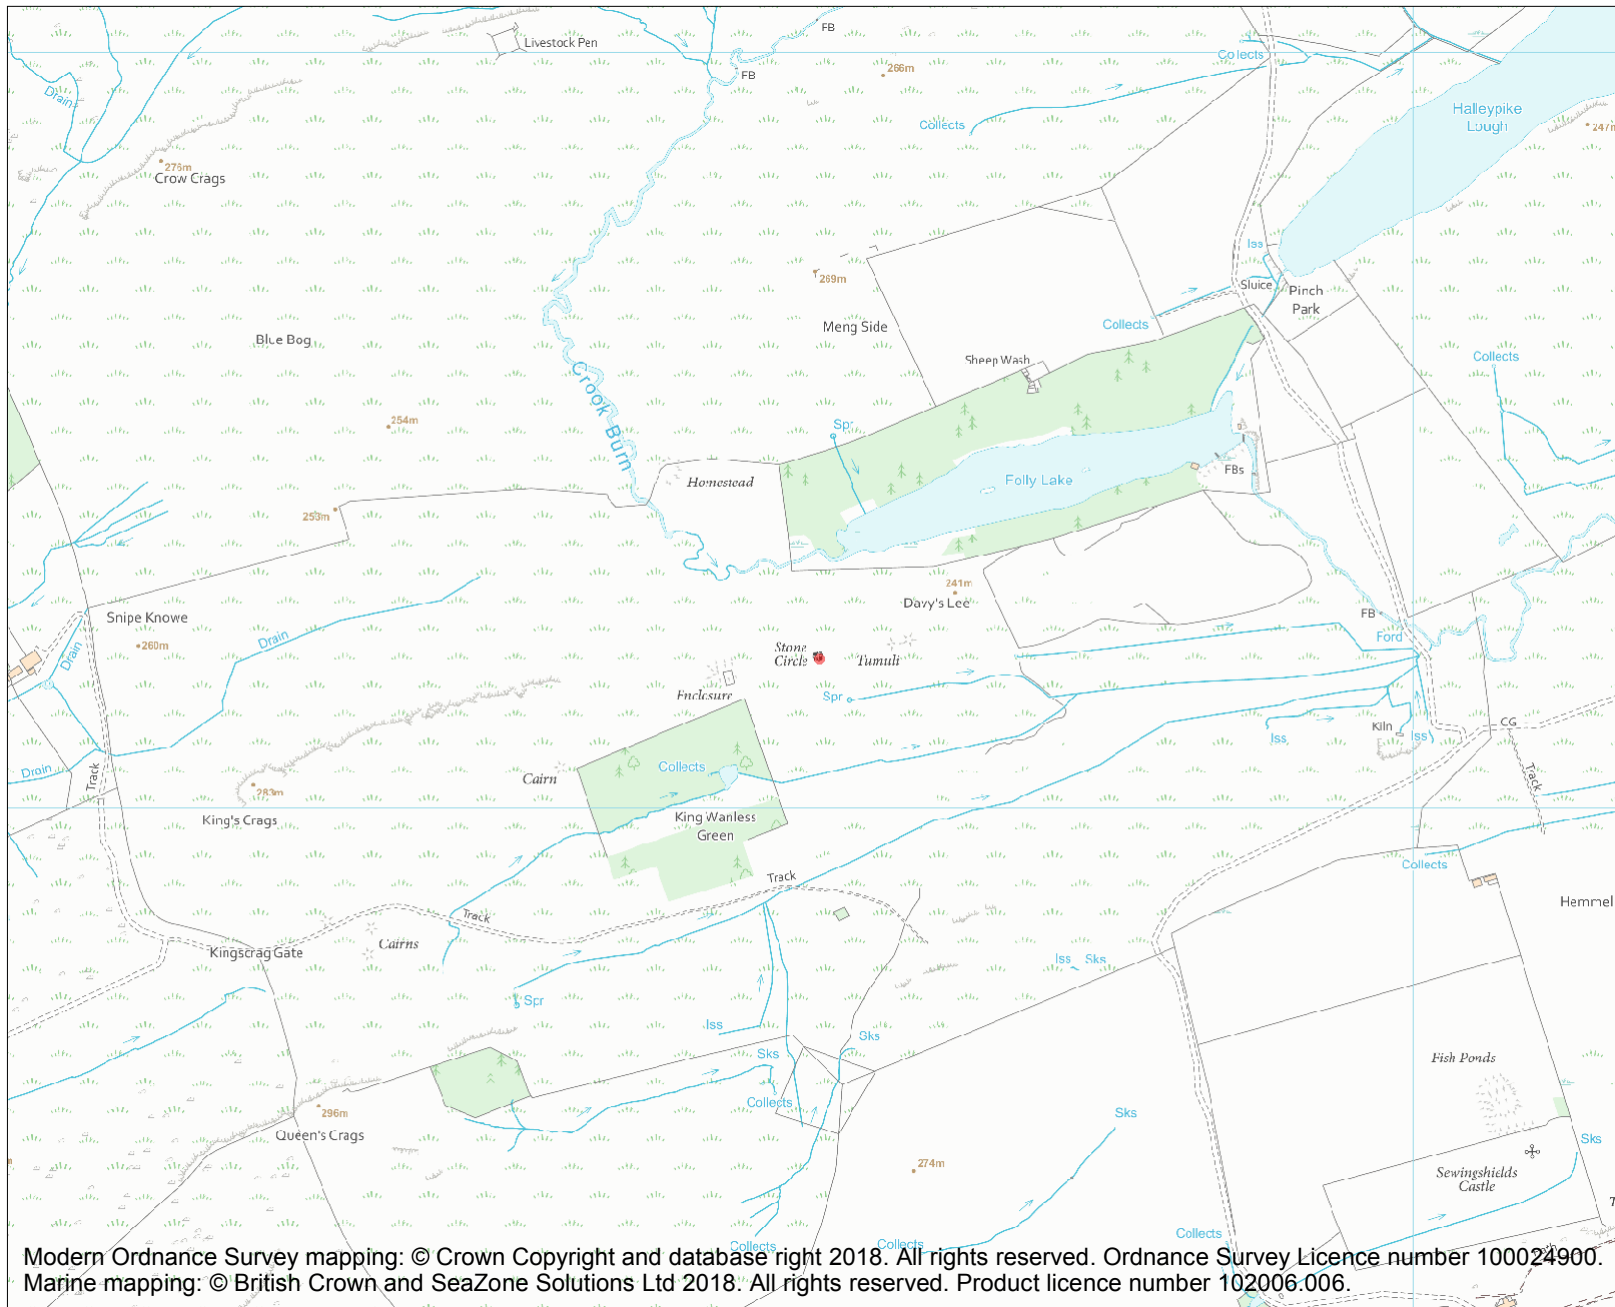 FB
Livestock Pen
Collects
266m
FB
Drains
Halleypike
Lough
Collects
247m
276m
Crow Crags
Iss
269m
Sluice
Pinch
Park
Meng Side
Collects
Blue Bog
Sheep Wash
Collects
Crook Burn
254m
Spr
FBs
Homestead
Folly Lake
253m
241m
Davy's Lee
FB
Snipe Knowe
Ford
Drain
260m
Drain
Stone
Circle
Tumuli
Enclosure
Spr
CG
Kiln
Iss
Iss
Collects
Drain
Track
Cairn
Track
283m
King's Crags
King Wanless
Green
Collects
Track
Hemmel
Track
Cairns
Kingscrag Gate
Iss
Sks
Spr
Iss
Sks
Sks
Fish Ponds
Collects
296m
Sks
Queen's Crags
Sks
274m
Sewingshields
Castle
Collects
Collects
Collects
Modern Ordnance Survey mapping: © Crown Copyright and database right 2018. All rights reserved. Ordnance Survey Licence number 100024900.
Marine mapping: © British Crown and SeaZone Solutions Ltd 2018. All rights reserved. Product licence number 102006.006.